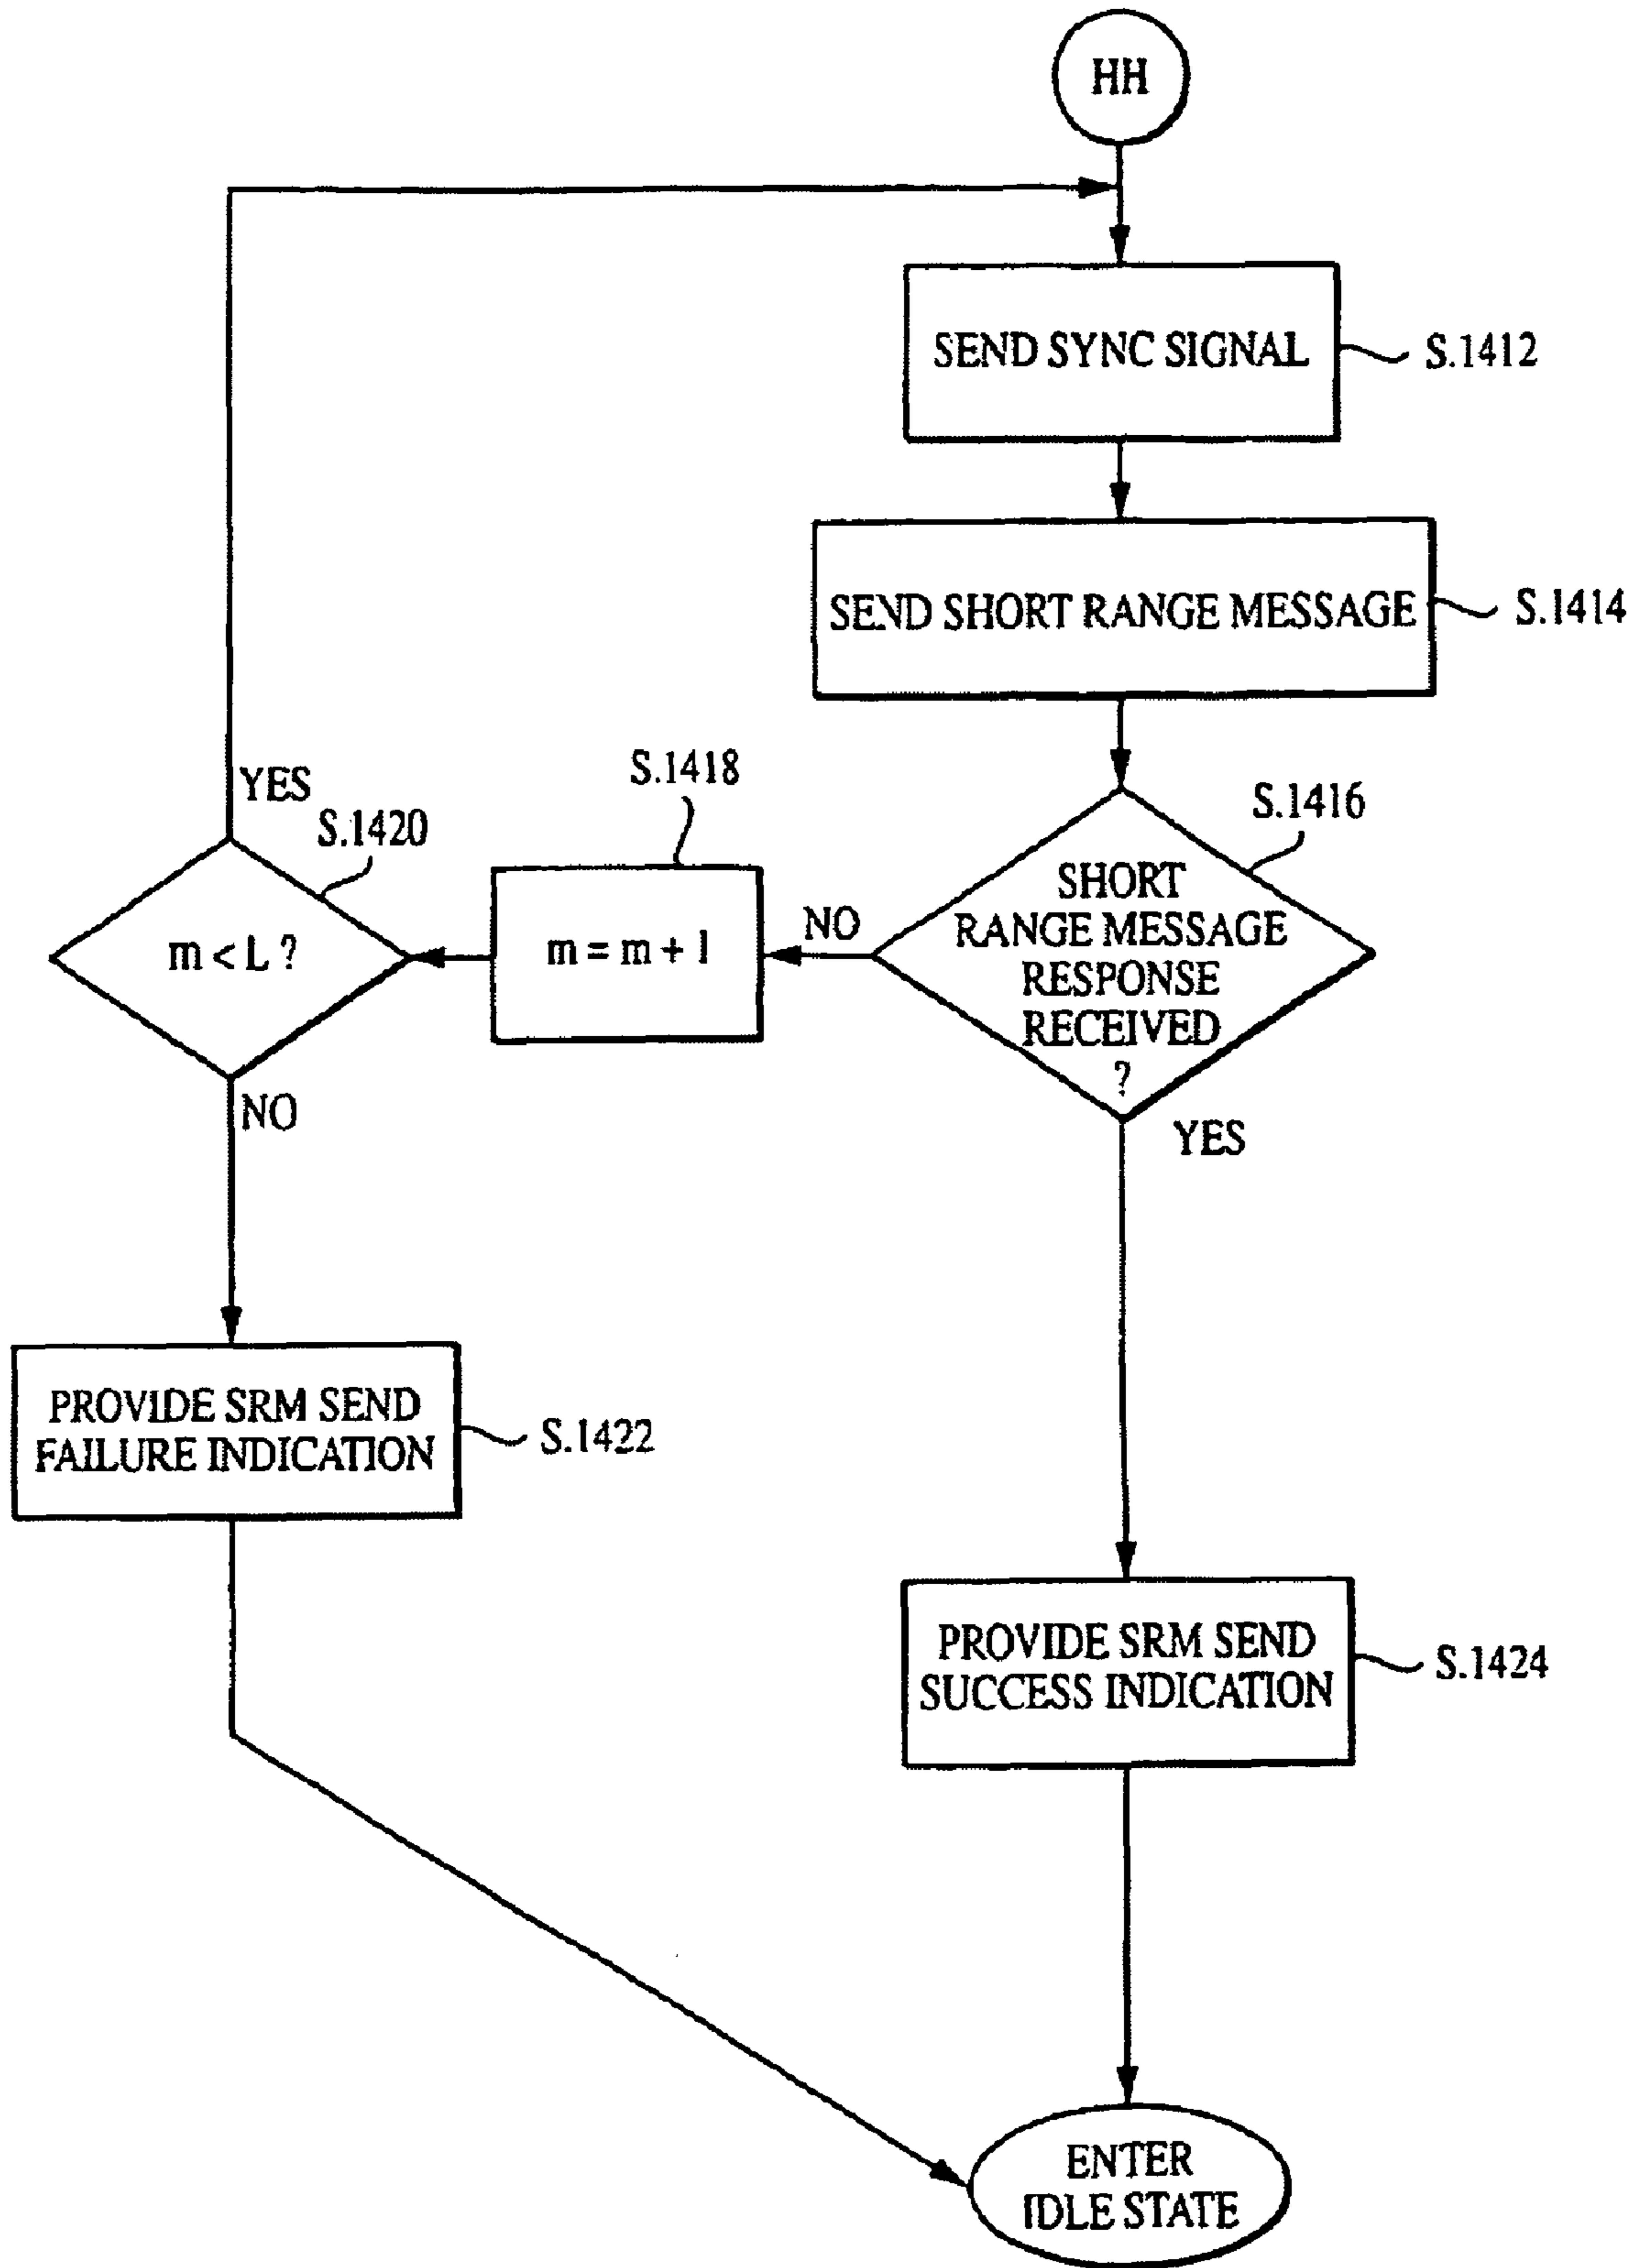 HH
SEND SYNC SIGNAL
S.1412
SEND SHORT RANGE MESSAGE
S.1414
SHORT
RANGE MESSAGE
RESPONSE
RECEIVED
?
S.1416
NO
YES
m = m + 1
S.1418
m < L ?
S.1420
YES
NO
PROVIDE SRM SEND
FAILURE INDICATION
S.1422
PROVIDE SRM SEND
SUCCESS INDICATION
S.1424
ENTER
IDLE STATE